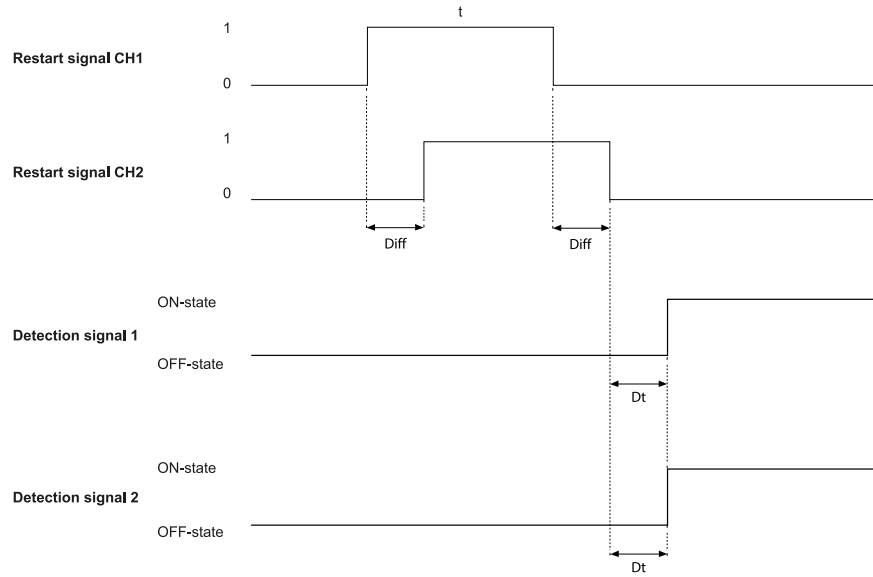 t
1
Restart signal CH1
0
1
Restart signal CH2
0
Diff
Diff
ON-state
Detection signal 1
OFF-state
Dt
ON-state
Detection signal 2
OFF-state
Dt